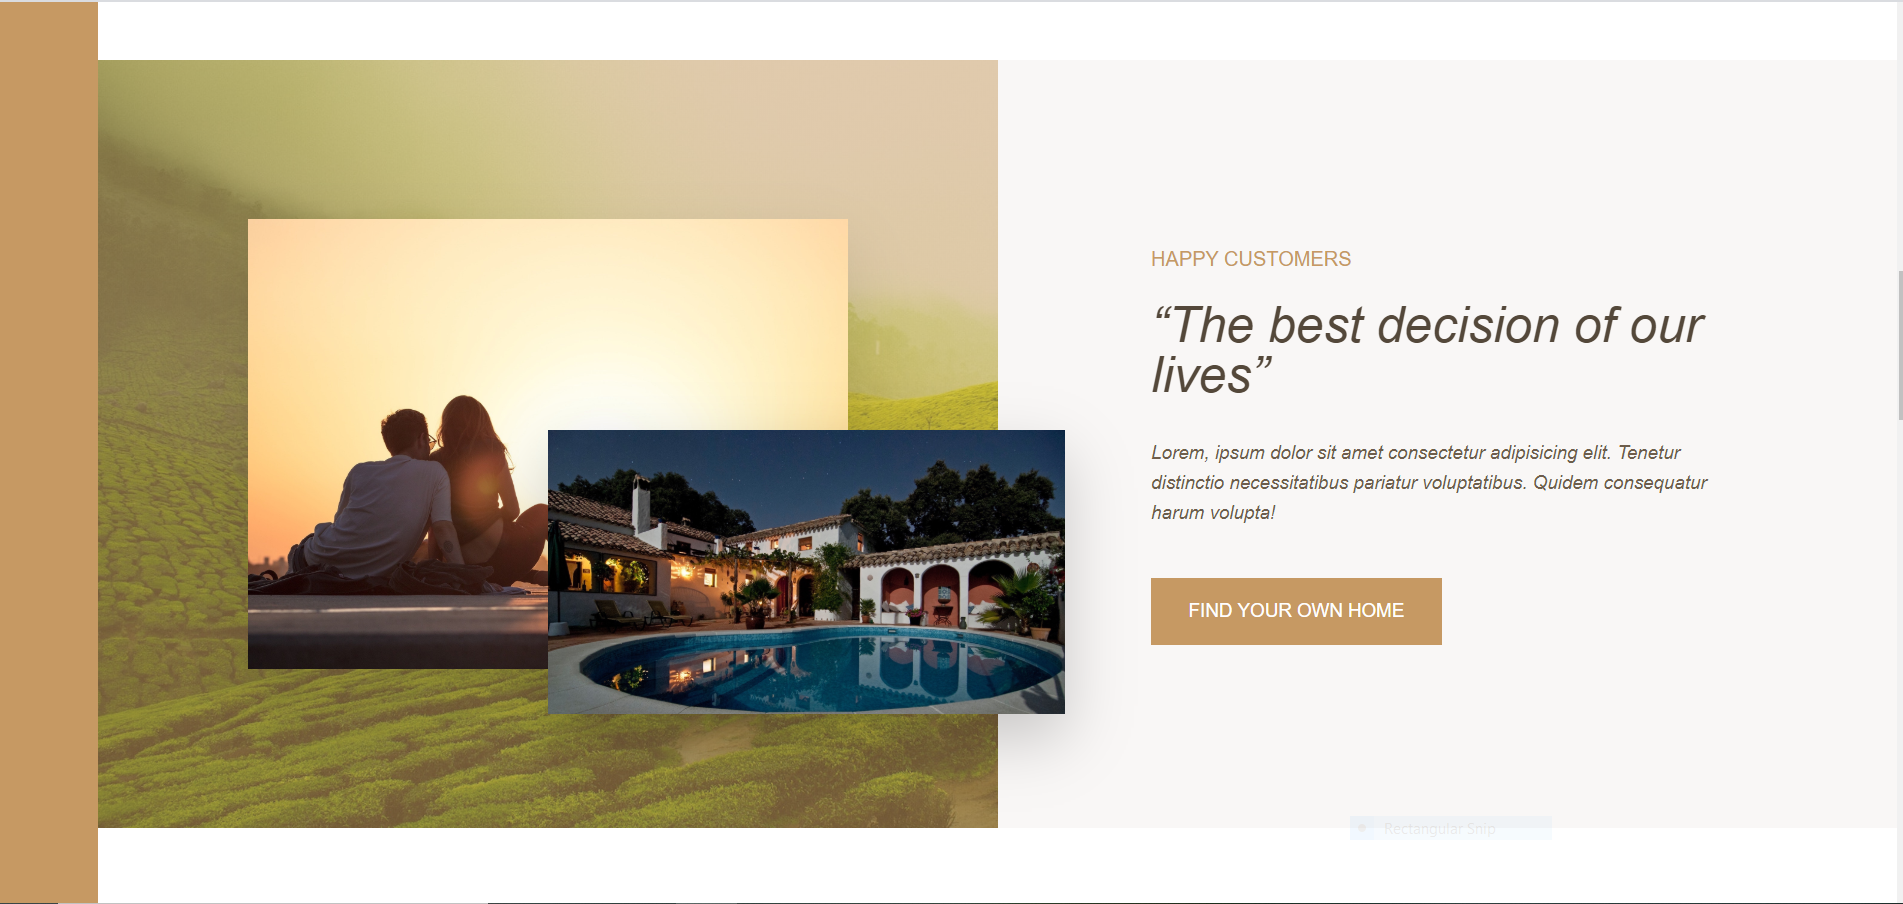 HAPPY CUSTOMERS
“The best decision of our
lives”
Lorem, ipsum dolor sit amet consectetur adipisicing elit. Tenetur
distinctio necessitatibus pariatur voluptatibus. Quidem consequatur
harum volupta!
FIND YOUR OWN HOME
Rectangular Snip